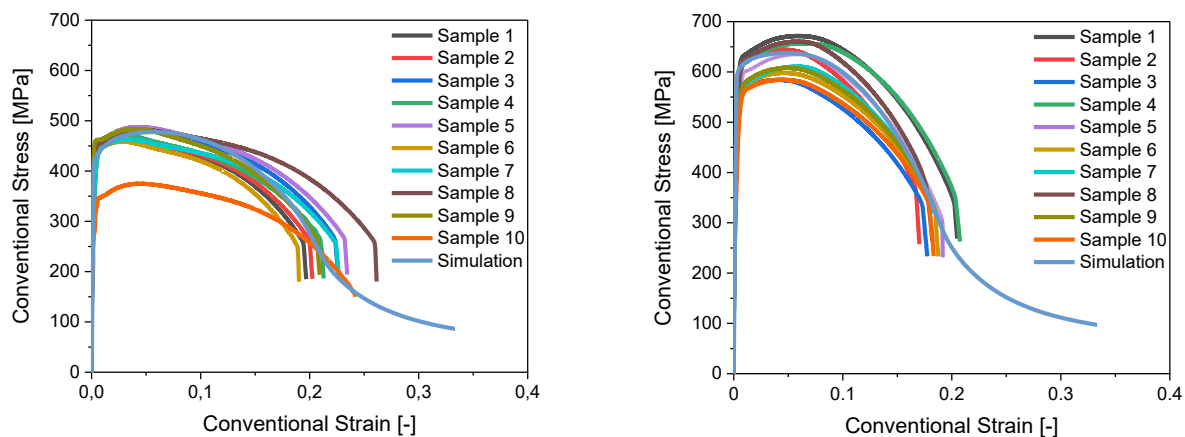 700
600
500
400
300
200
100
0
Conventional Stress [MPa]
0,0
0,1
0,2
0,3
0,4
Conventional Strain [-]
Sample 1
Sample 2
Sample 3
Sample 4
Sample 5
Sample 6
Sample 7
Sample 8
Sample 9
Sample 10
Simulation
700
600
500
400
300
200
100
0
Conventional Stress [MPa]
0
0.1
0.2
0.3
0.4
Conventional Strain [-]
Sample 1
Sample 2
Sample 3
Sample 4
Sample 5
Sample 6
Sample 7
Sample 8
Sample 9
Sample 10
Simulation